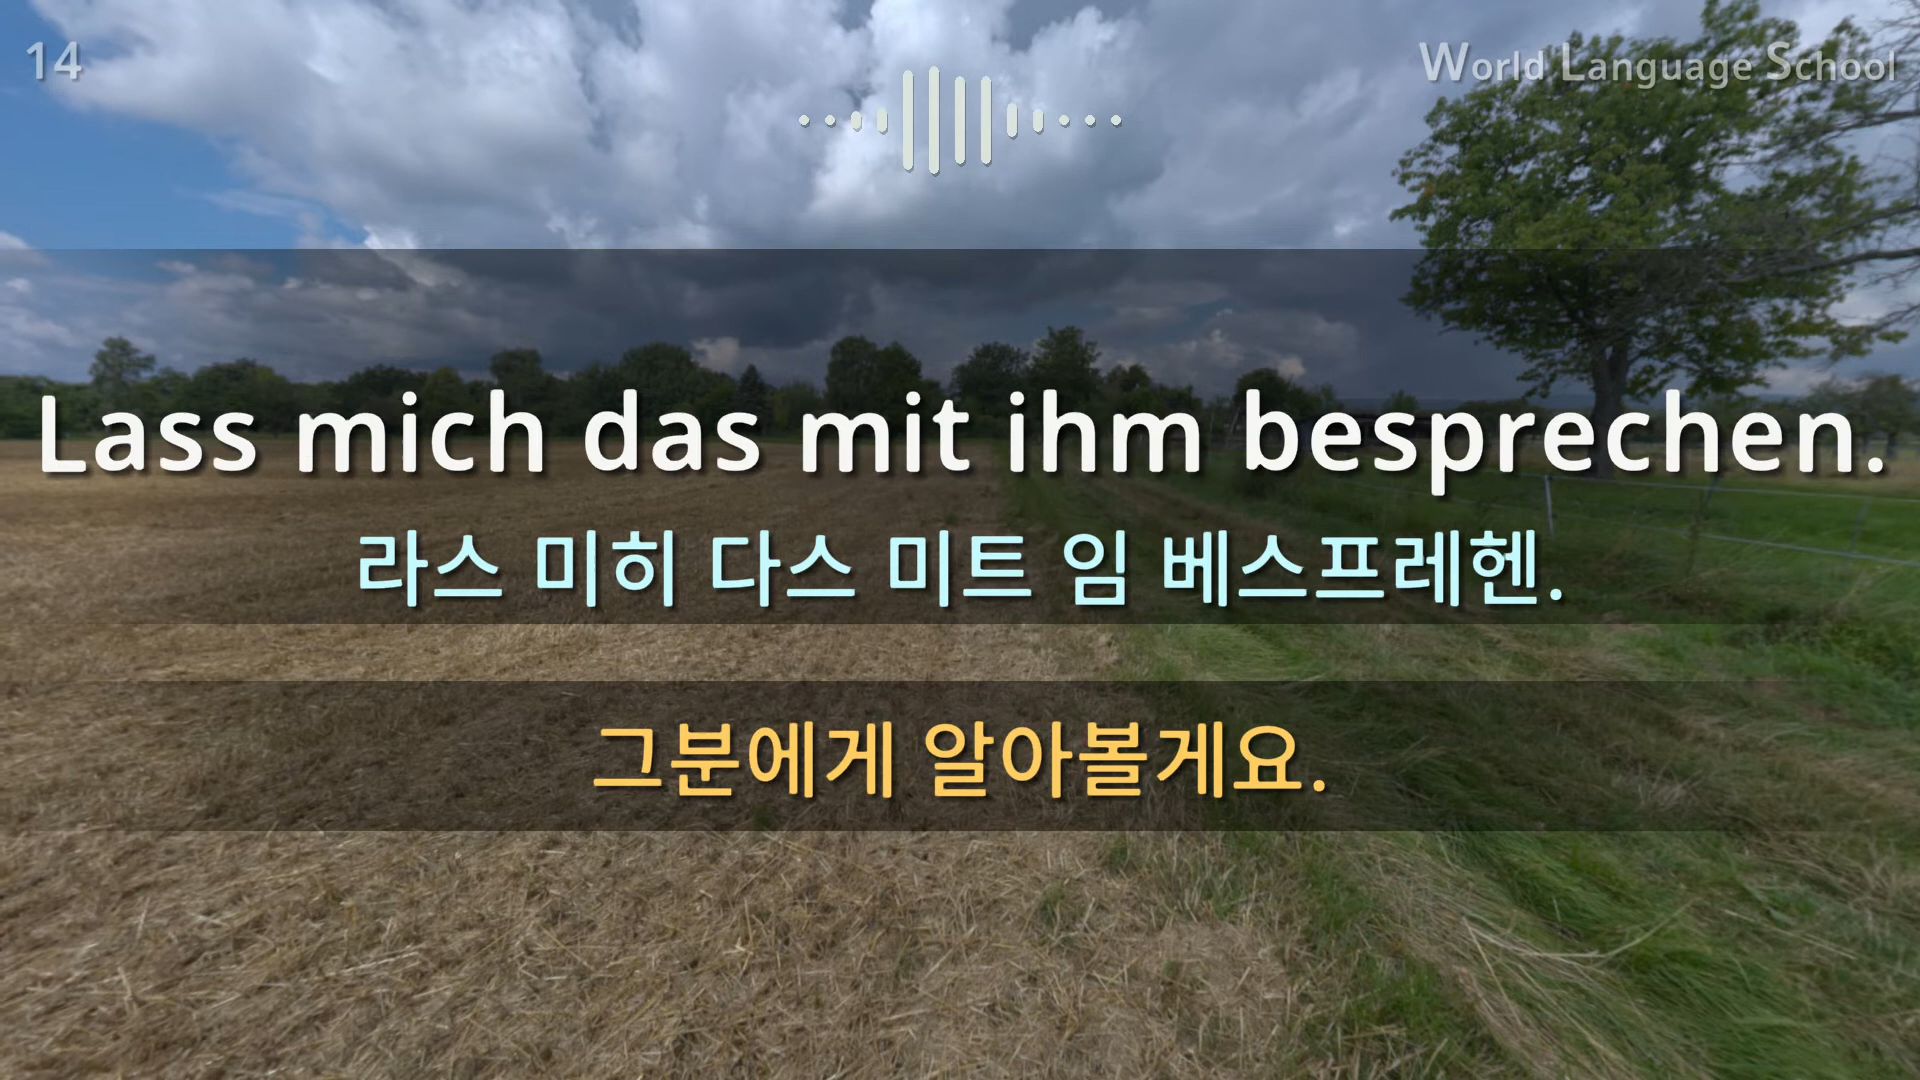 14
World Language School
Lass mich das mit ihm besprechen.
라스 미히 다스 미트 임 베스프레헨.
그분에게 알아볼게요.